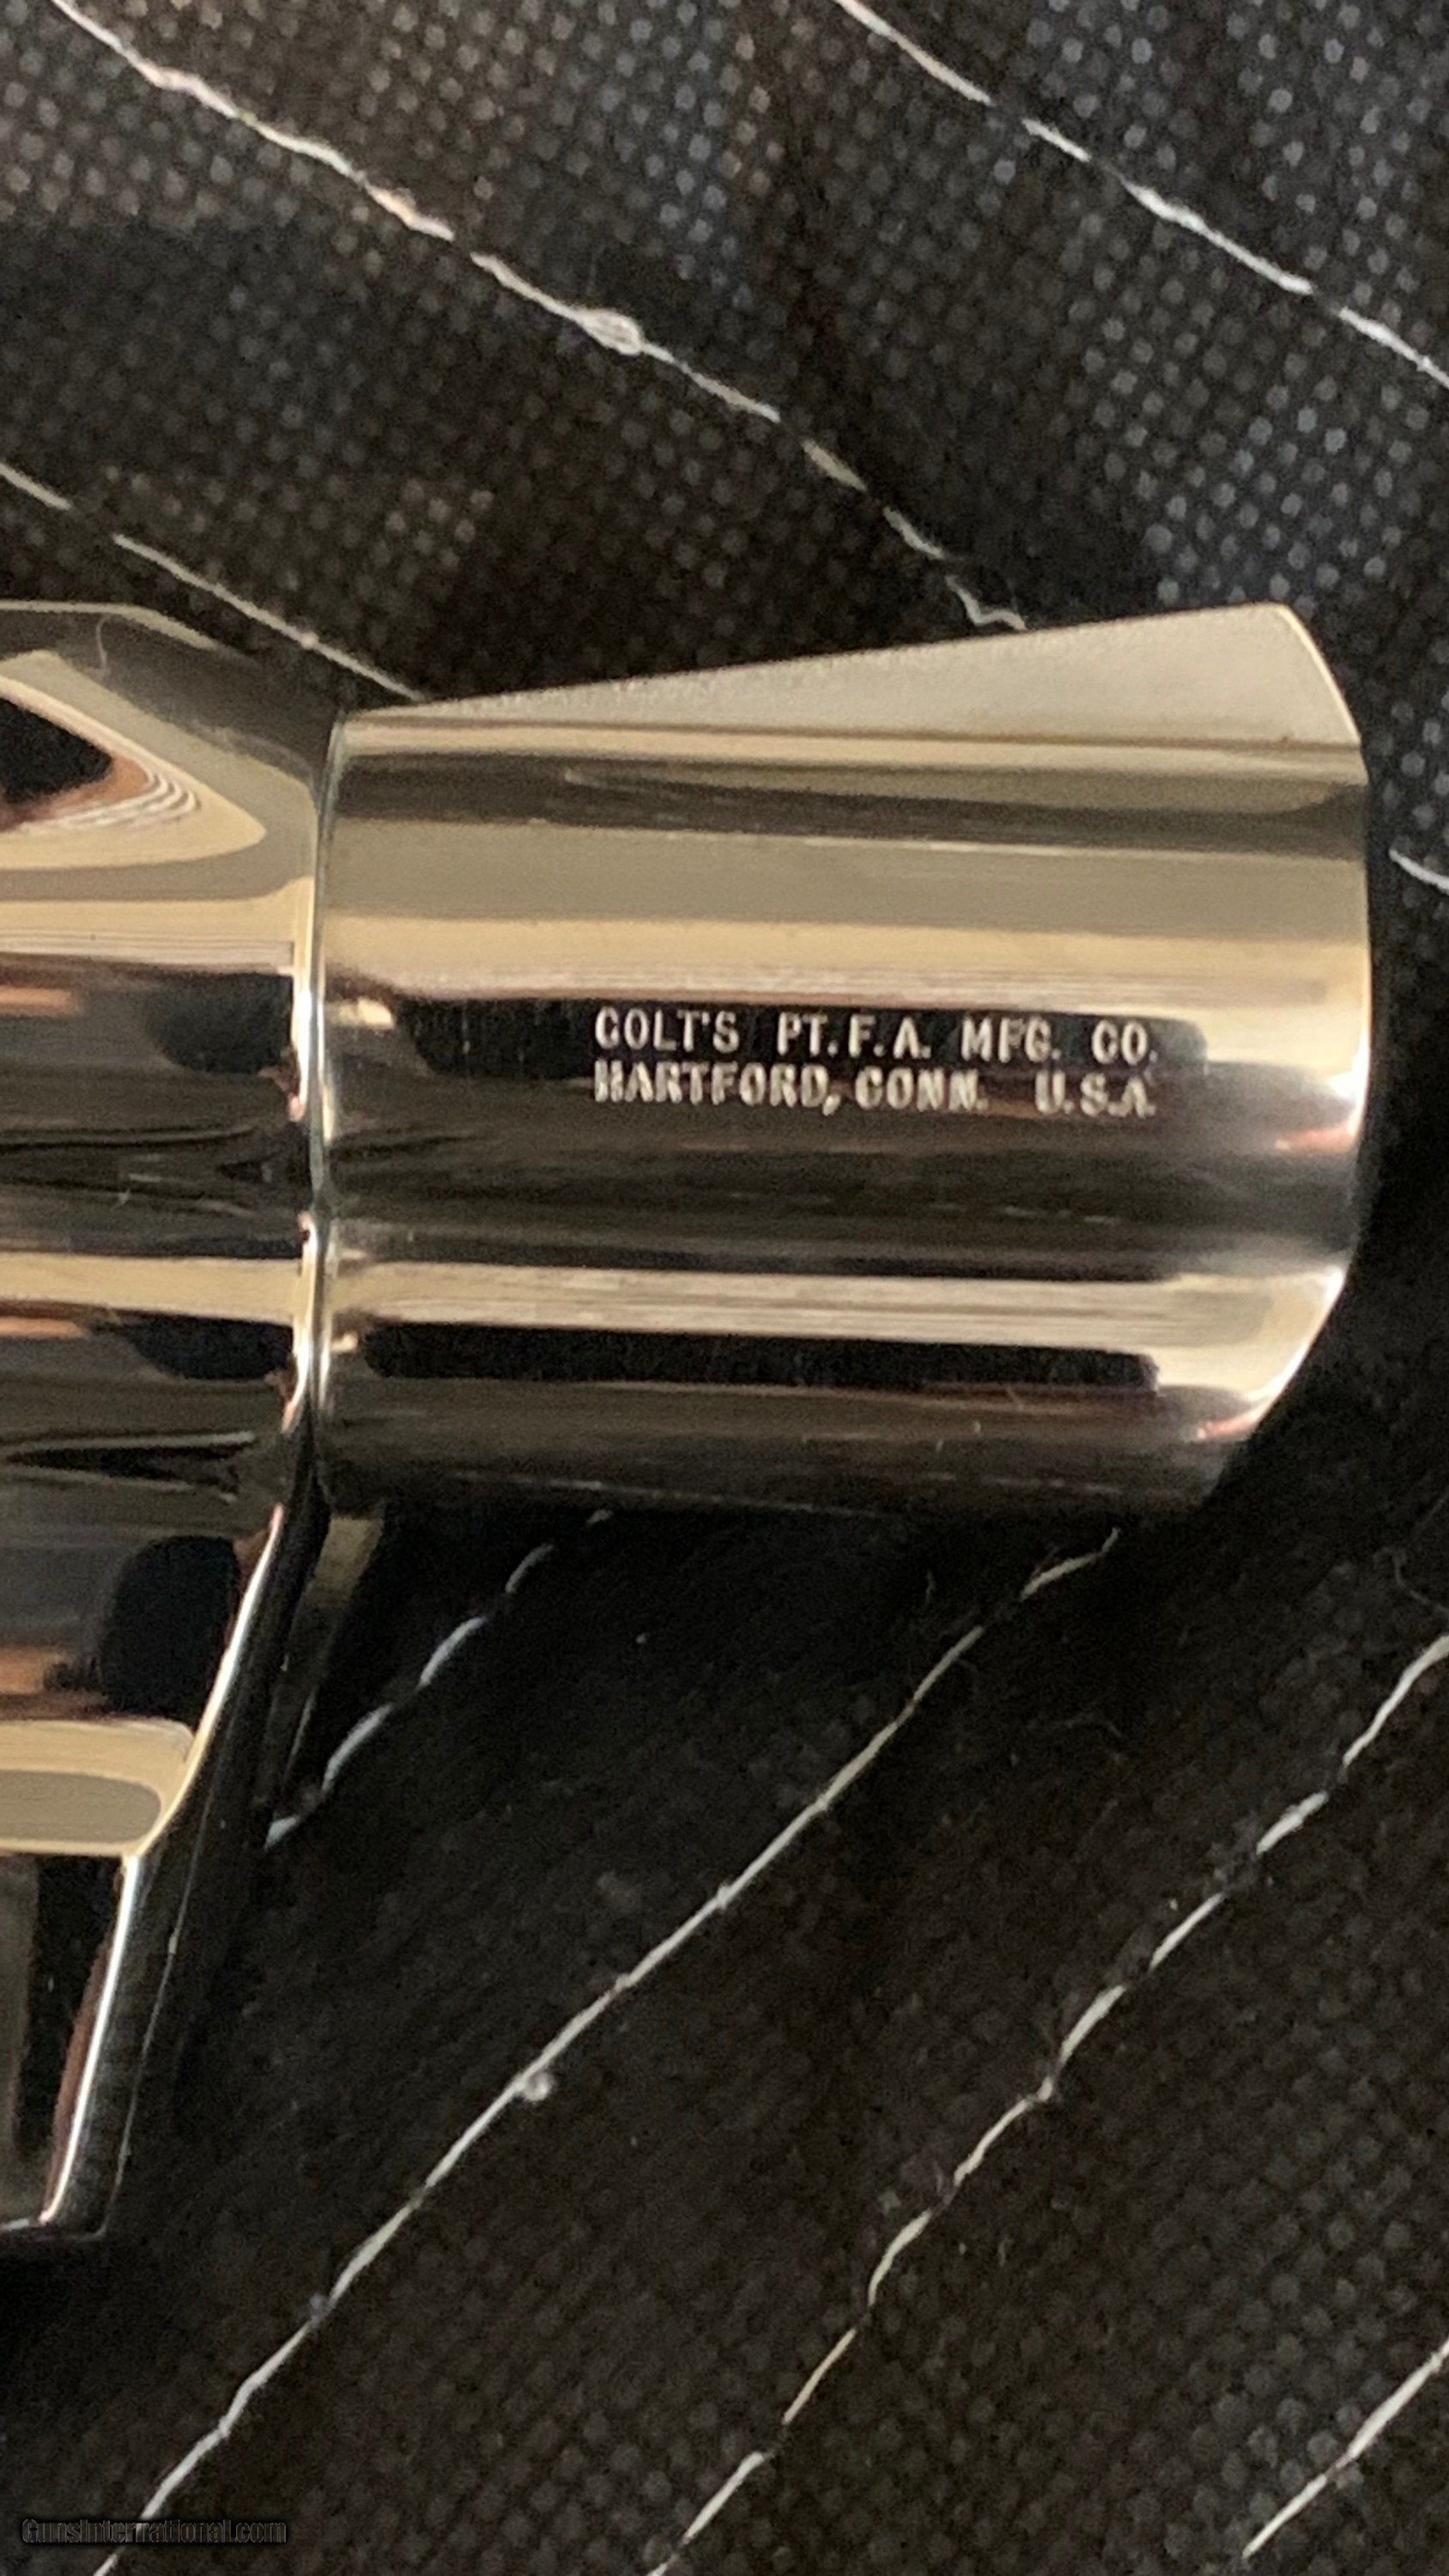 COLT'S PT.F.A. MFG. CO.
HARTFORD, CONN. U.S.A.
GunsInternational.com